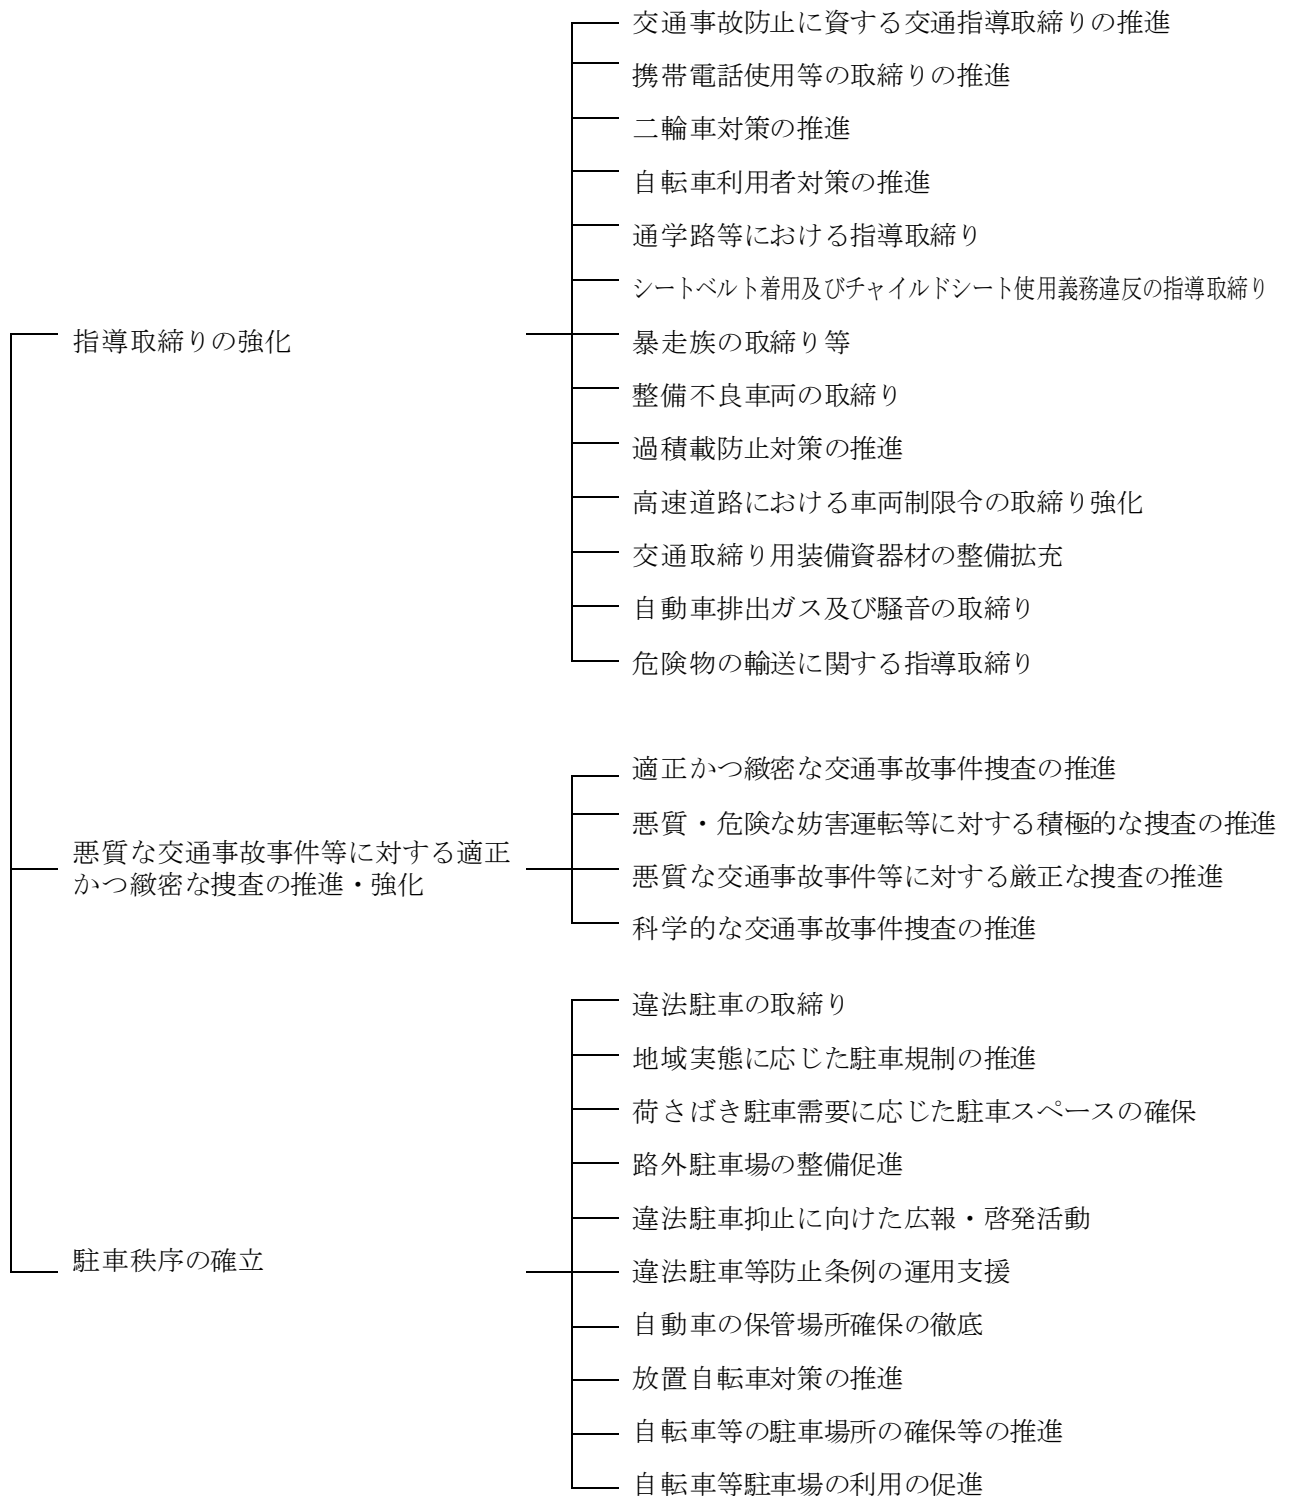 指導取締りの強化
交通事故防止に資する交通指導取締りの推進
携帯電話使用等の取締りの推進
二輪車対策の推進
自転車利用者対策の推進
通学路等における指導取締り
シートベルト着用及びチャイルドシート使用義務違反の指導取締り
暴走族の取締り等
整備不良車両の取締り
過積載防止対策の推進
高速道路における車両制限令の取締り強化
交通取締り用装備資器材の整備拡充
自動車排出ガス及び騒音の取締り
危険物の輸送に関する指導取締り
悪質な交通事故事件等に対する適正
かつ緻密な捜査の推進・強化
適正かつ緻密な交通事故事件捜査の推進
悪質・危険な妨害運転等に対する積極的な捜査の推進
悪質な交通事故事件等に対する厳正な捜査の推進
科学的な交通事故事件捜査の推進
駐車秩序の確立
違法駐車の取締り
地域実態に応じた駐車規制の推進
荷さばき駐車需要に応じた駐車スペースの確保
路外駐車場の整備促進
違法駐車抑止に向けた広報・啓発活動
違法駐車等防止条例の運用支援
自動車の保管場所確保の徹底
放置自転車対策の推進
自転車等の駐車場所の確保等の推進
自転車等駐車場の利用の促進